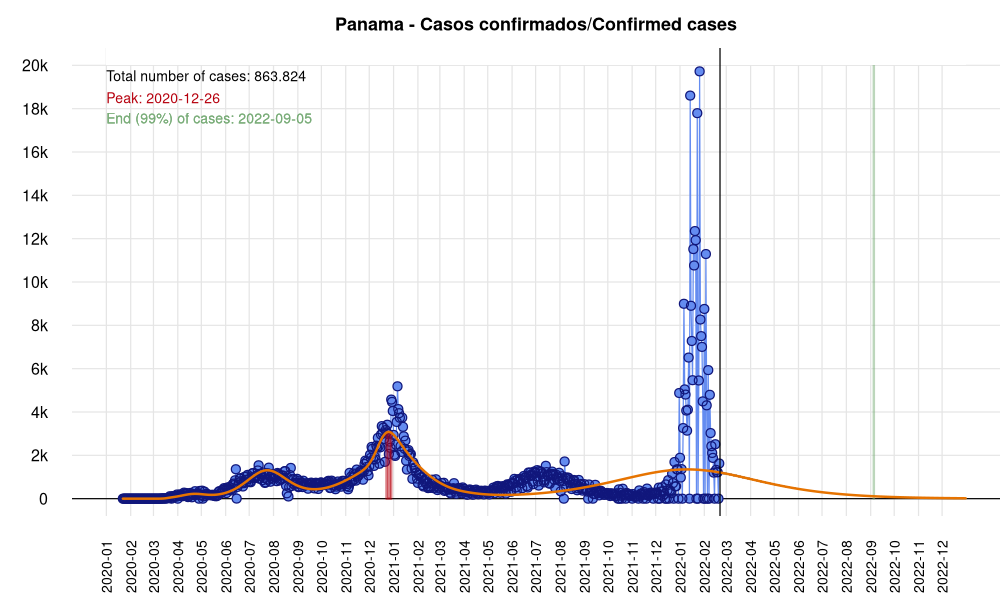 Panama - Casos confirmados/Confirmed cases
Total number of cases: 863.824
Peak: 2020-12-26
End (99%) of cases: 2022-09-05
20k
18k
16k
14k
12k
10k
8k
6k
4k
2k
0
2020-01
2020-02
2020-03
2020-04
2020-05
2020-06
2020-07
2020-08
2020-09
2020-10
2020-11
2020-12
2021-01
2021-02
2021-03
2021-04
2021-05
2021-06
2021-07
2021-08
2021-09
2021-10
2021-11
2021-12
2022-01
2022-02
2022-03
2022-04
2022-05
2022-06
2022-07
2022-08
2022-09
2022-10
2022-11
2022-12